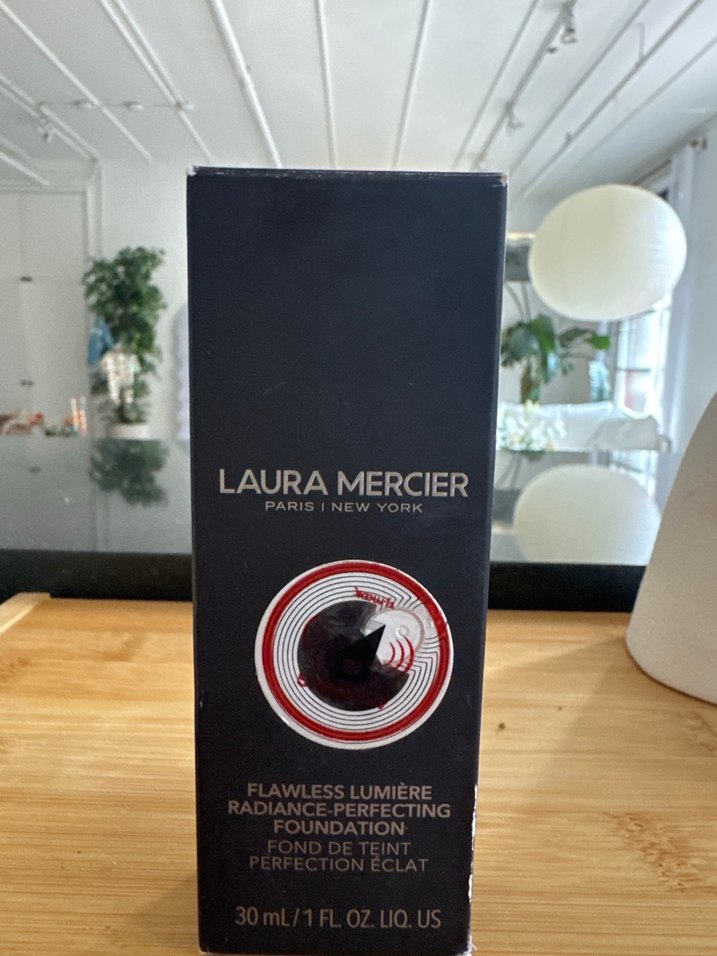 LAURA MERCIER
PARIS | NEW YORK
FLAWLESS LUMIÈRE
RADIANCE-PERFECTING
FOUNDATION
FOND DE TEINT
PERFECTION ÉCLAT
30 mL/1 FL. OZ. LIQ. US